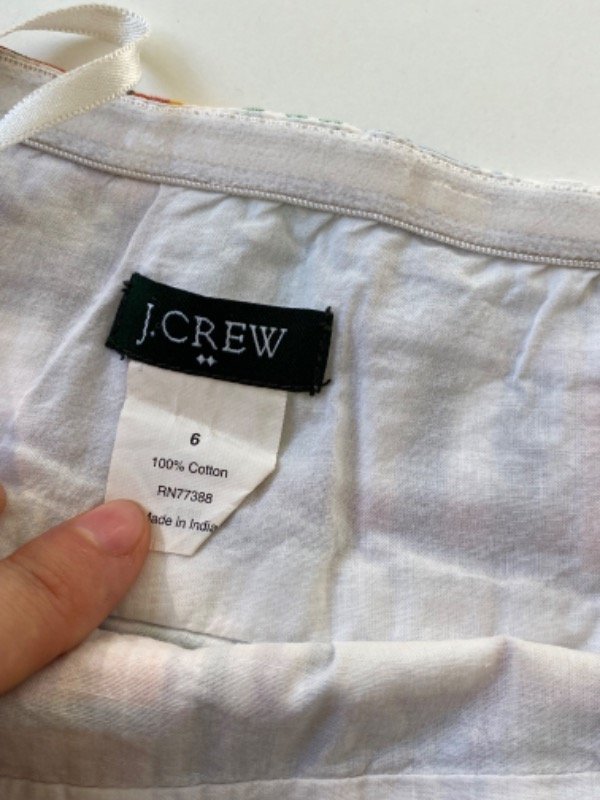 J.CREW
6
100% Cotton
RN77388
Made in India